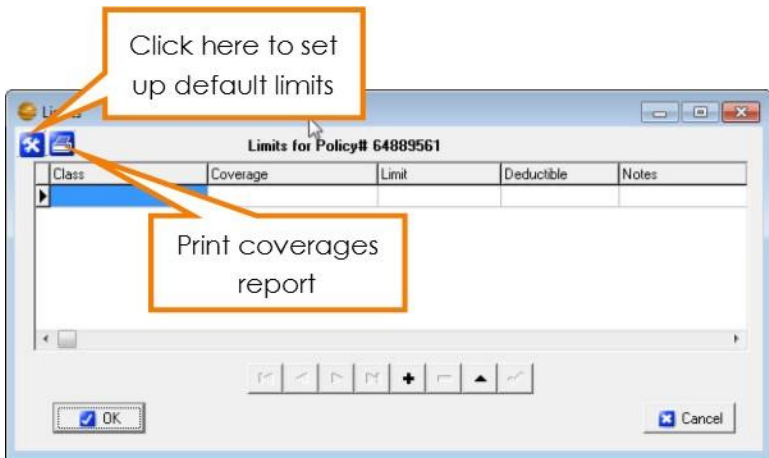 Click here to set
up default limits
Limits for Policy# 64889561
Class Coverage Limit Deductible Notes
Print coverages
report
OK Cancel